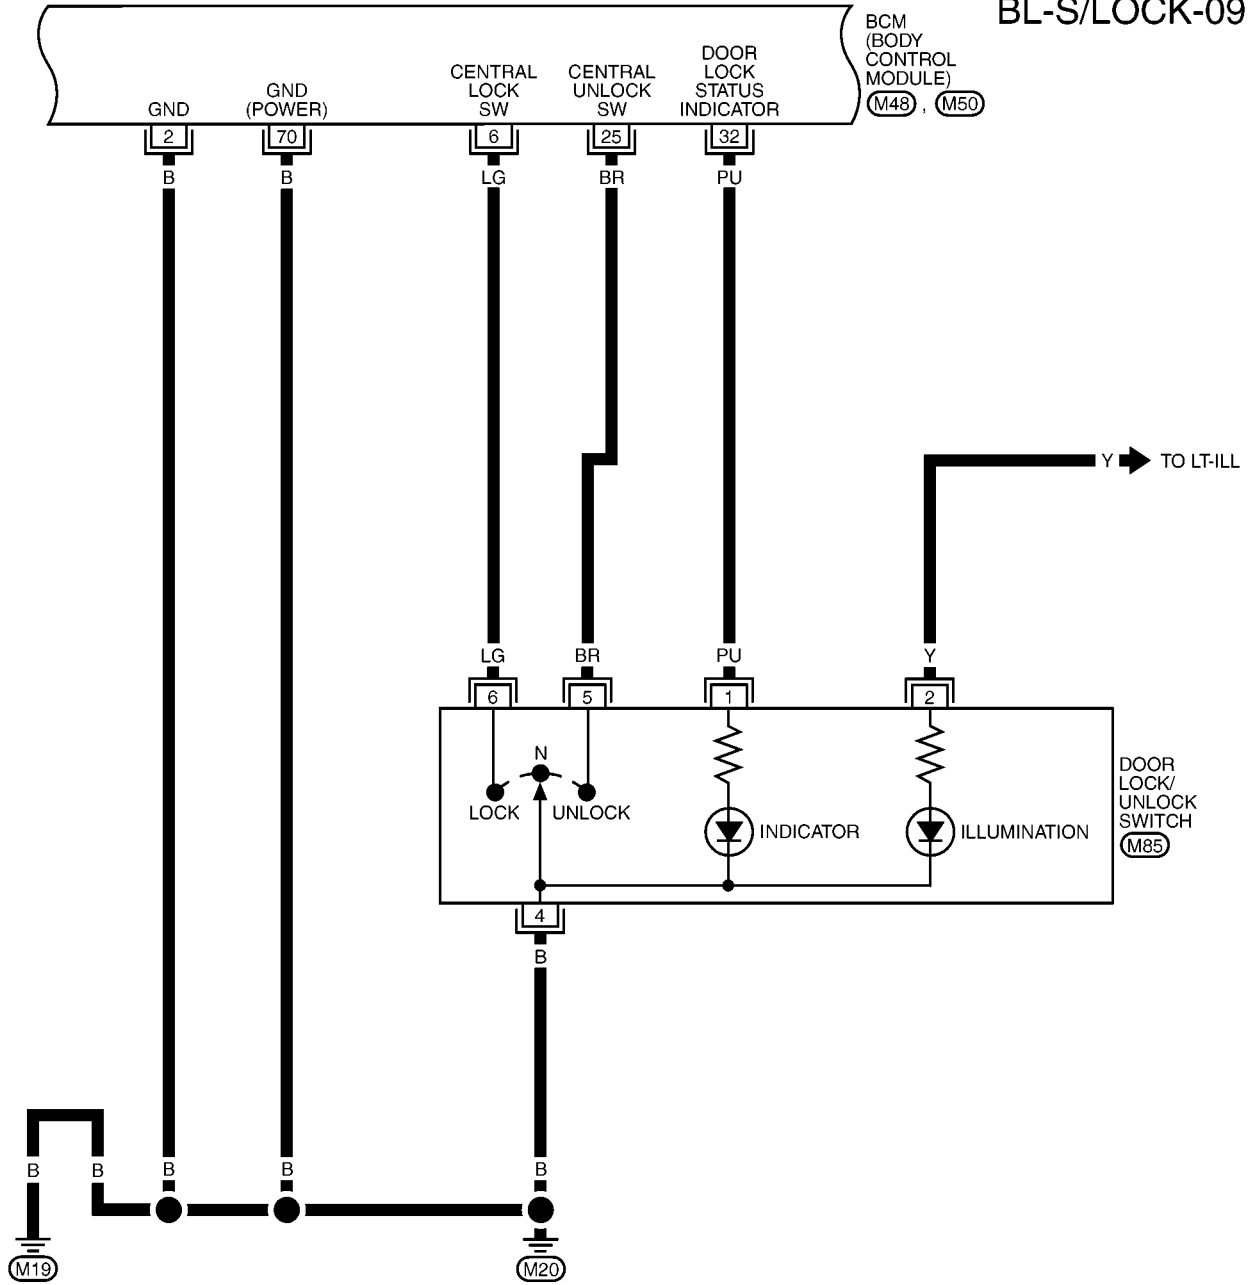 BL-S/LOCK-09
BCM
(BODY
CONTROL
MODULE)
M48 , M50
GND
GND
(POWER)
CENTRAL
LOCK
SW
CENTRAL
UNLOCK
SW
DOOR
LOCK
STATUS
INDICATOR
2 70 6 25 32
B B LG BR PU
Y TO LT-ILL
LG BR PU Y
6 5 1 2
N
LOCK UNLOCK
INDICATOR
ILLUMINATION
DOOR
LOCK/
UNLOCK
SWITCH
M85
4
B
B B B B B
M19 M20